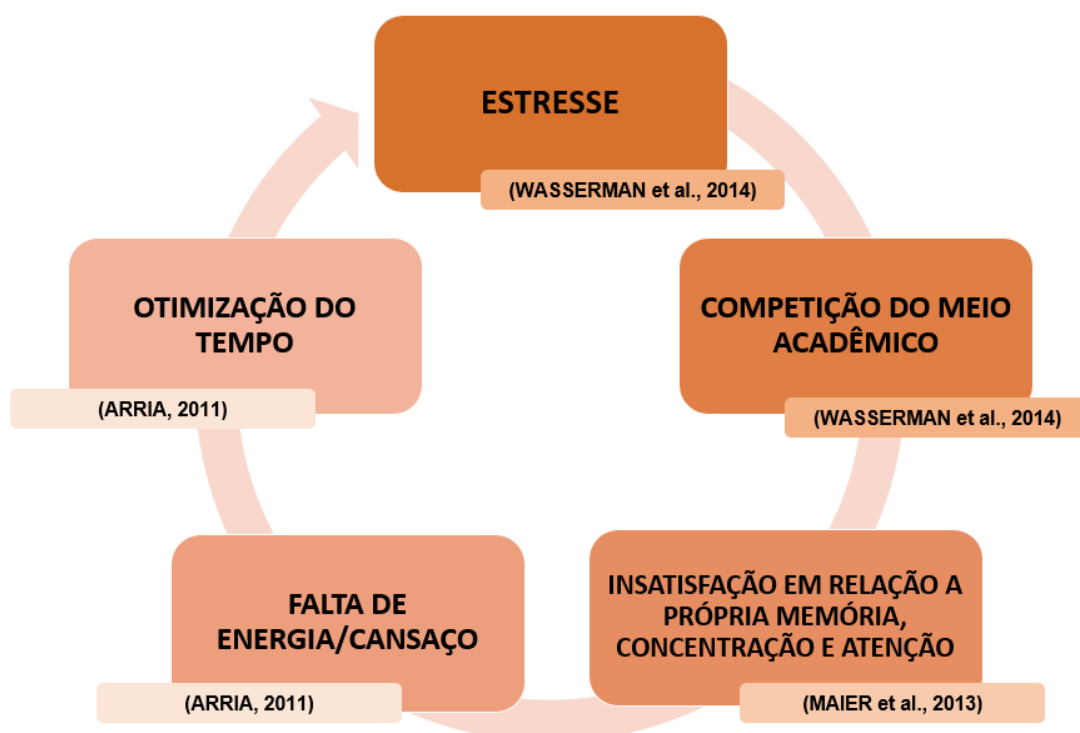 ESTRESSE
(WASSERMAN et al., 2014)
COMPETIÇÃO DO MEIO
ACADÊMICO
(WASSERMAN et al., 2014)
INSATISFAÇÃO EM RELAÇÃO A
PRÓPRIA MEMÓRIA,
CONCENTRAÇÃO E ATENÇÃO
(MAIER et al., 2013)
FALTA DE
ENERGIA/CANSAÇO
(ARRIA, 2011)
OTIMIZAÇÃO DO
TEMPO
(ARRIA, 2011)